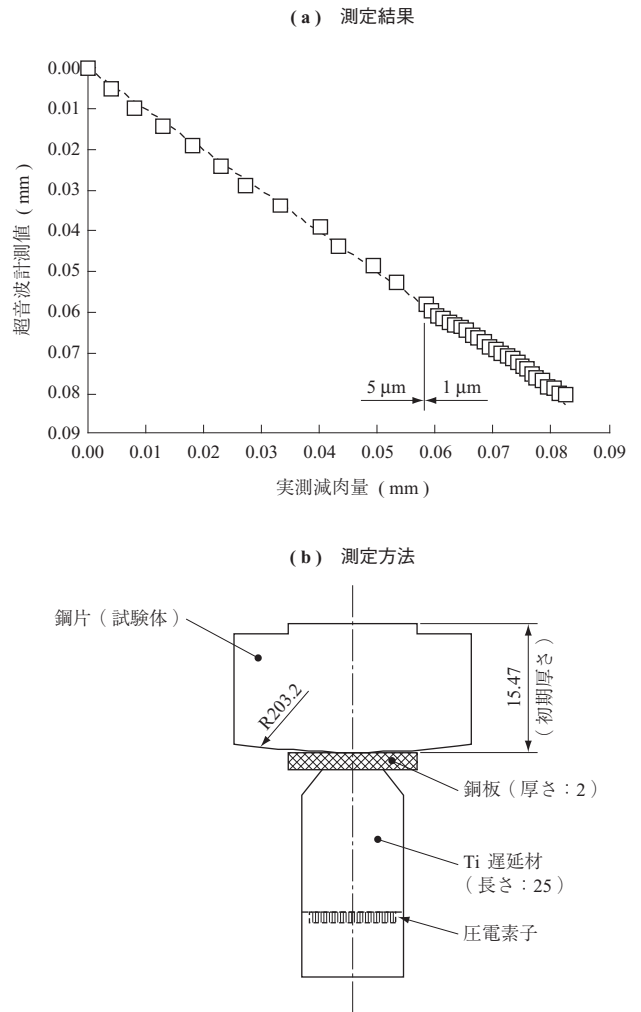 ( a ) 測定結果
0.00
0.01
0.02
0.03
0.04
0.05
0.06
0.07
0.08
0.09
超音波計測値 ( mm )
5 μm
1 μm
0.00 0.01 0.02 0.03 0.04 0.05 0.06 0.07 0.08 0.09
実測減肉量 ( mm )
( b ) 測定方法
鋼片 ( 試験体 )
R203.2
15.47
( 初期厚さ )
銅板 ( 厚さ : 2 )
Ti 遅延材
( 長さ : 25 )
圧電素子